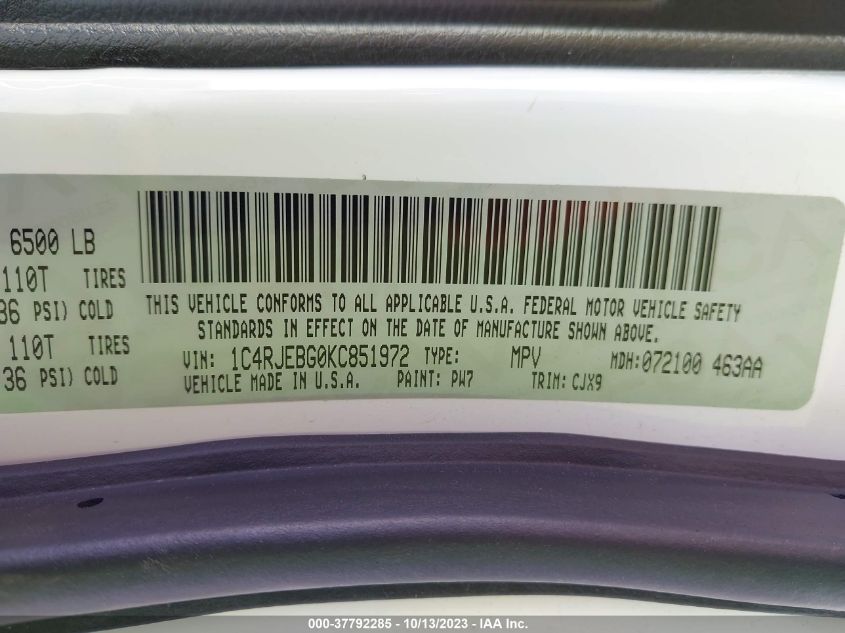 6500 LB
110T TIRES
36 PSI) COLD
110T TIRES
36 PSI) COLD
THIS VEHICLE CONFORMS TO ALL APPLICABLE U.S.A. FEDERAL MOTOR VEHICLE SAFETY
STANDARDS IN EFFECT ON THE DATE OF MANUFACTURE SHOWN ABOVE.
VIN: 1C4RJEBG0KC851972 TYPE: MPV MDH:072100 463AA
VEHICLE MADE IN U.S.A. PAINT: PW7 TRIM: CJX9
000-37792285 - 10/13/2023 - © IAA Inc.